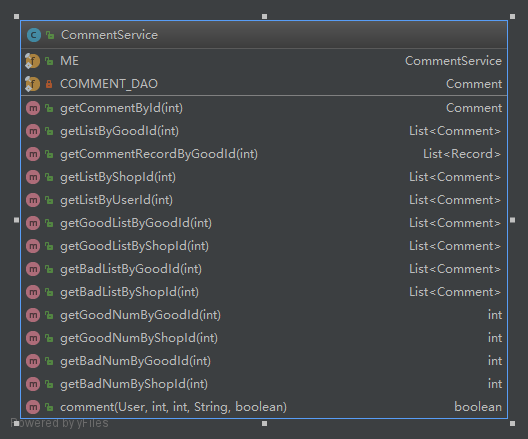 CommentService
ME CommentService
COMMENT_DAO Comment
getCommentById(int) Comment
getListByGoodId(int) List<Comment>
getCommentRecordByGoodId(int) List<Record>
getListByShopId(int) List<Comment>
getListByUserId(int) List<Comment>
getGoodListByGoodId(int) List<Comment>
getGoodListByShopId(int) List<Comment>
getBadListByGoodId(int) List<Comment>
getBadListByShopId(int) List<Comment>
getGoodNumByGoodId(int) int
getGoodNumByShopId(int) int
getBadNumByGoodId(int) int
getBadNumByShopId(int) int
comment(User, int, int, String, boolean) boolean
Powered by yFiles